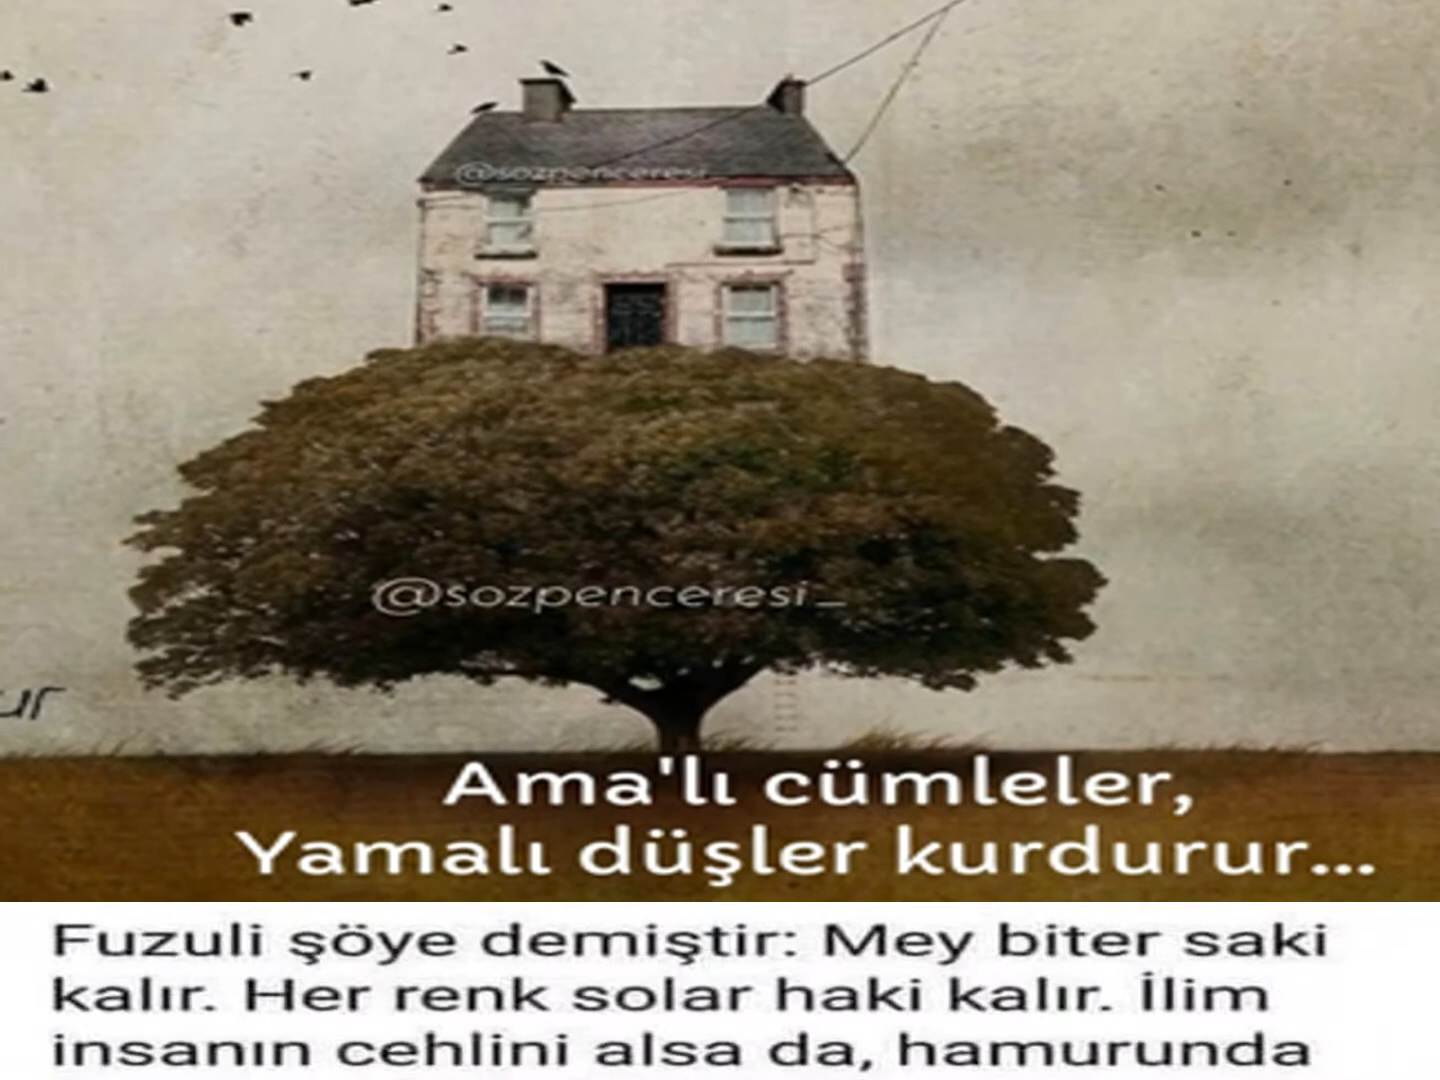 @sozpenceresi
@sozpenceresi_
ur
Ama'lı cümleler,
Yamalı düşler kurdurur...
Fuzuli şöye demiştir: Mey biter saki
kalır. Her renk solar haki kalır. İlim
insanın cehlini alsa da, hamurunda